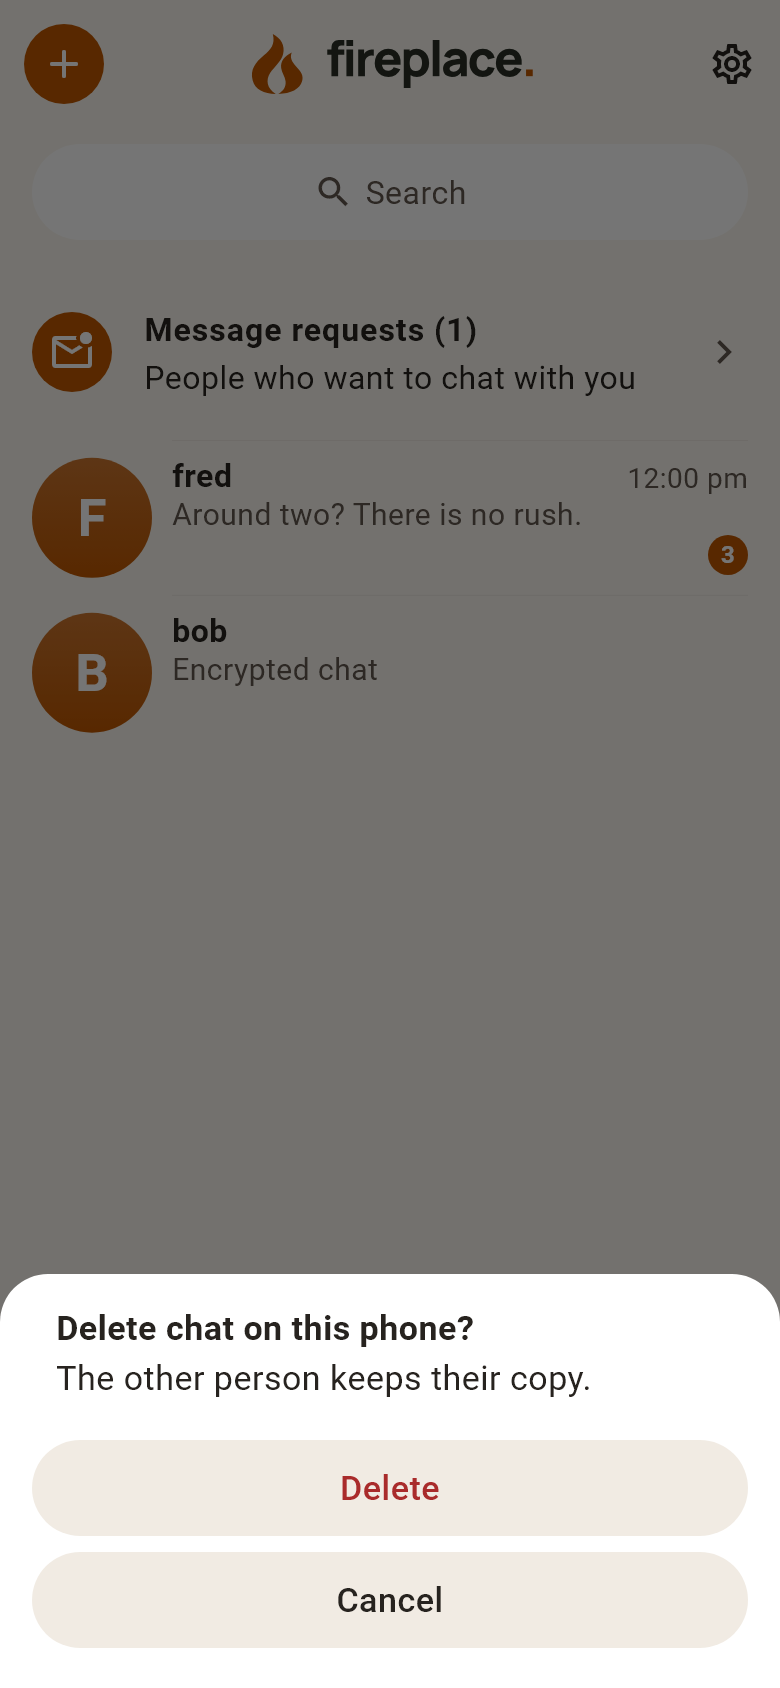 fireplace.
Search
Message requests (1)
People who want to chat with you
F
fred
12:00 pm
Around two? There is no rush.
3
B
bob
Encrypted chat
Delete chat on this phone?
The other person keeps their copy.
Delete
Cancel